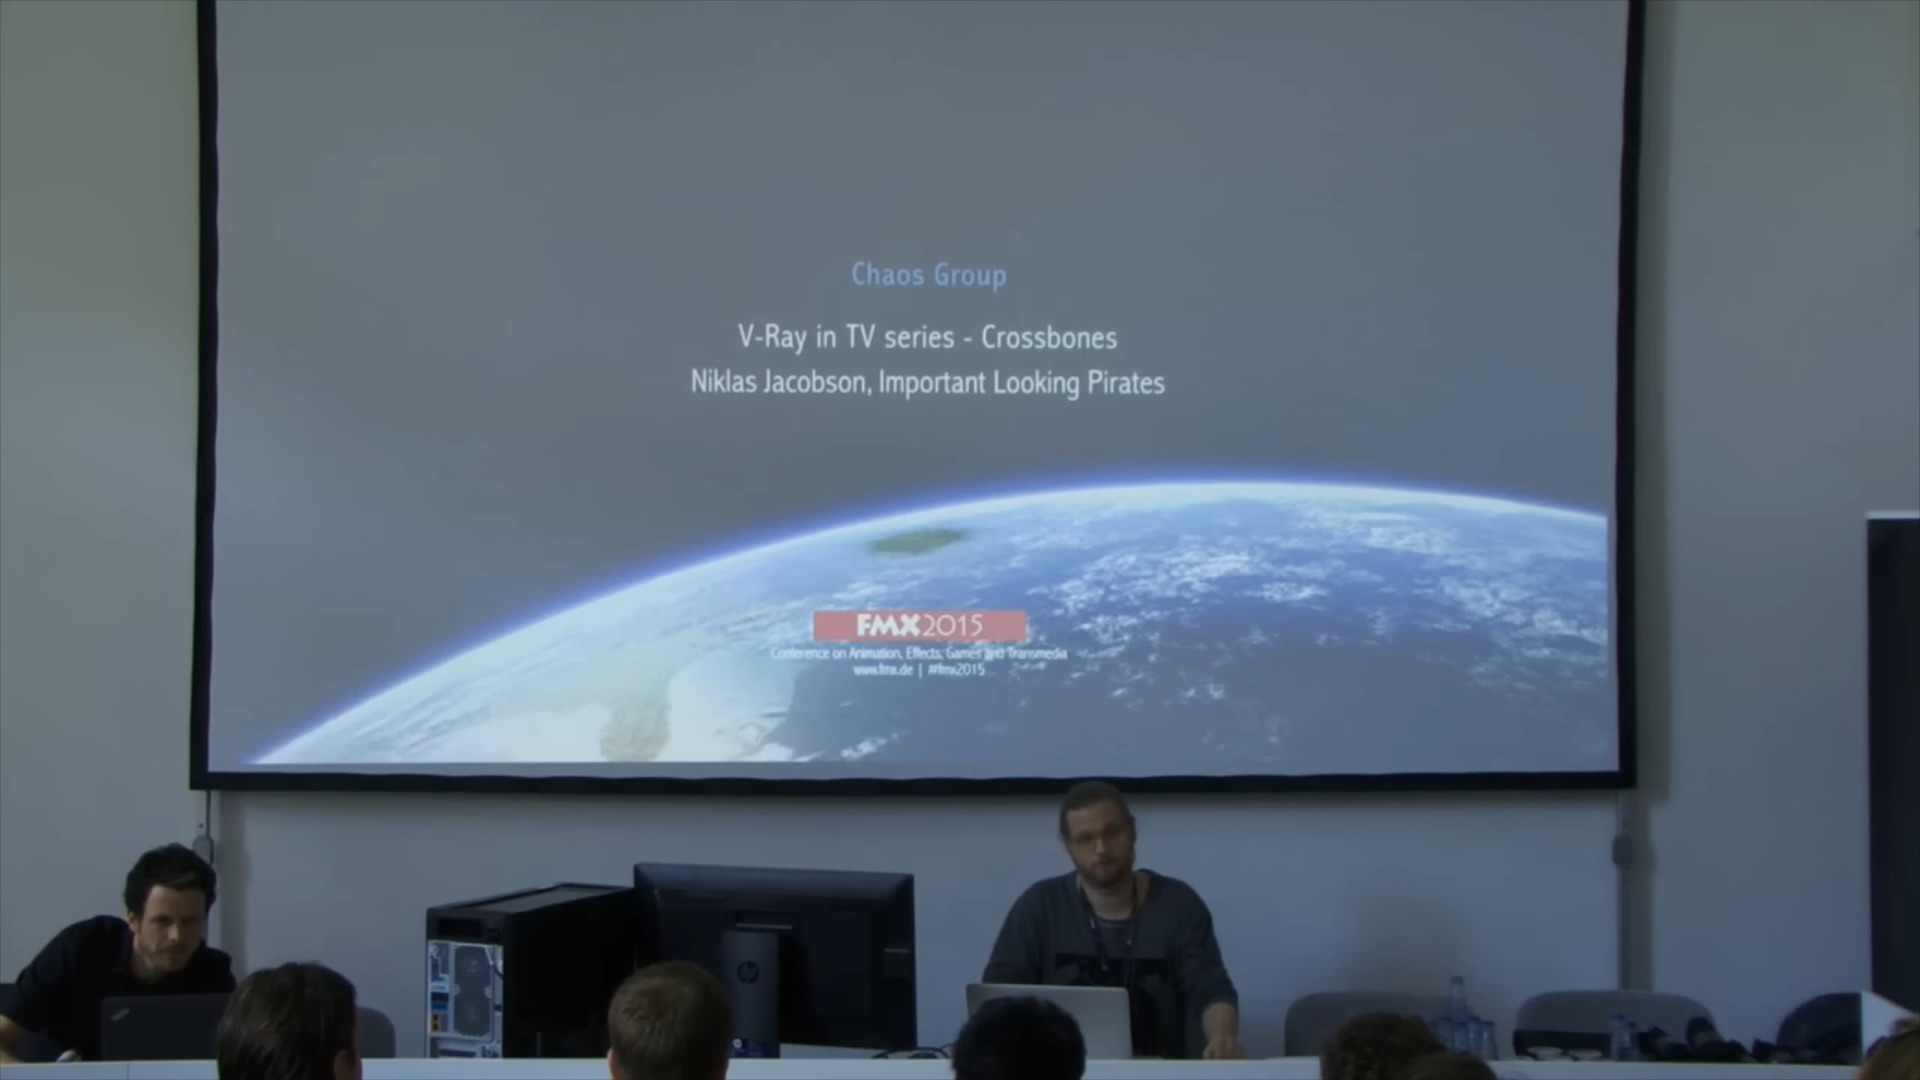 Chaos Group
V-Ray in TV series - Crossbones
Niklas Jacobson, Important Looking Pirates
FMX2015
Conference on Animation, Effects, Games and Transmedia
www.fmx.de | #fmx2015
hp